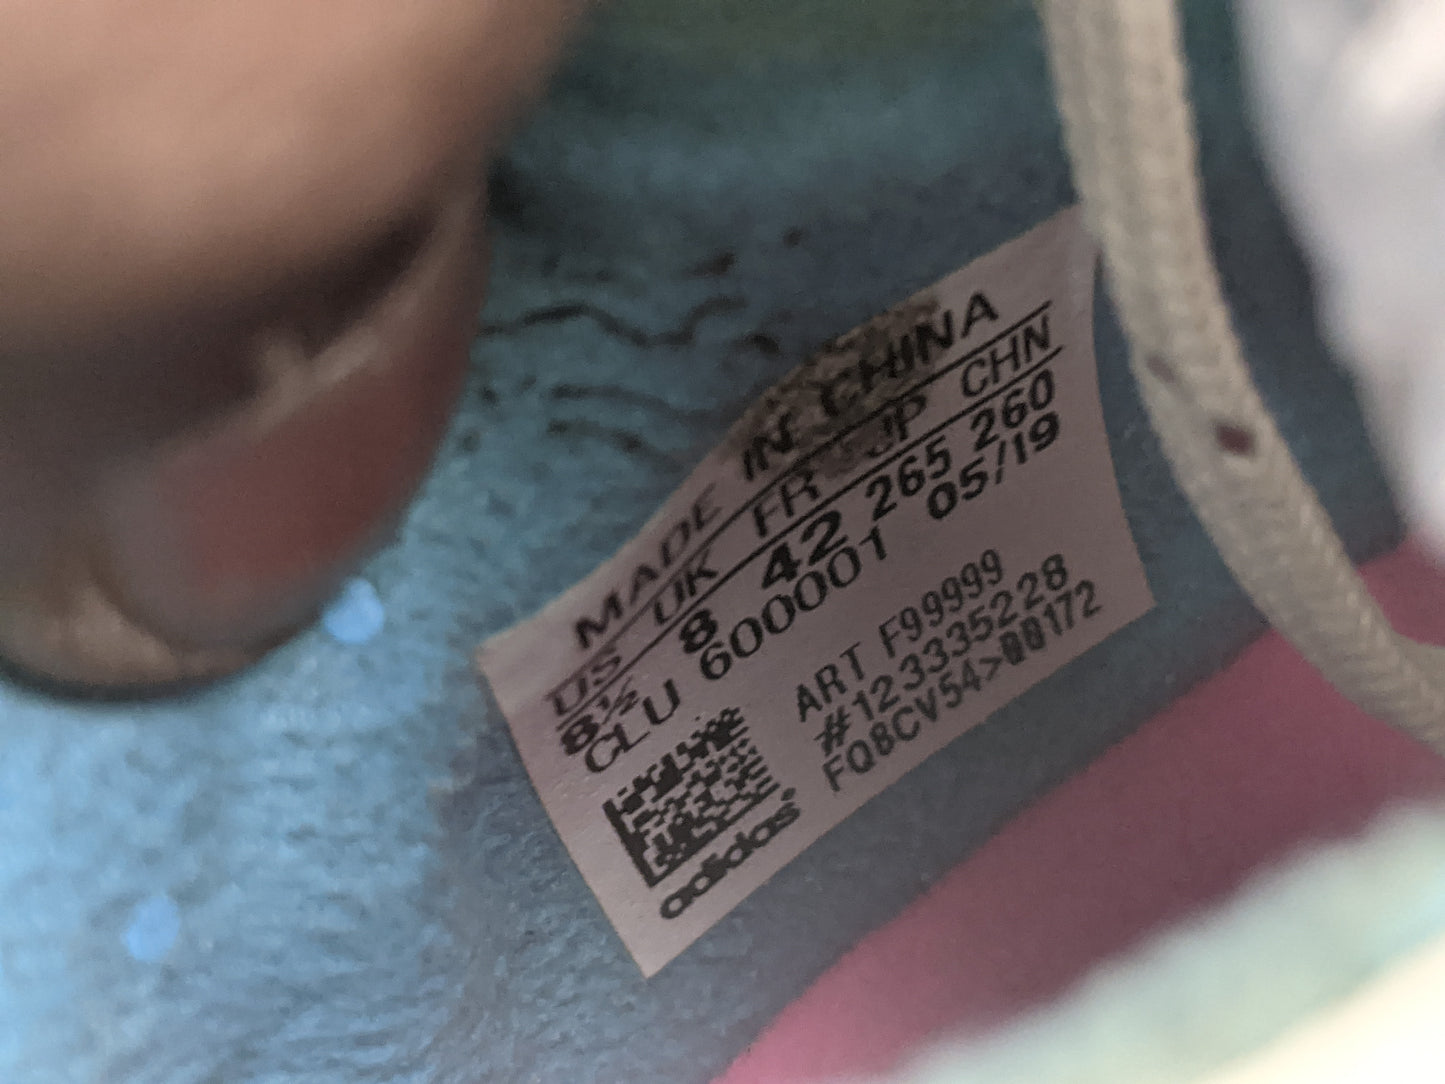 MADE IN CHINA
US UK FR JP CHN
8½ 8 42 265 260
CLU 600001 05/19
ART F99999
#123335228
FQ8CV54>00172
adidas